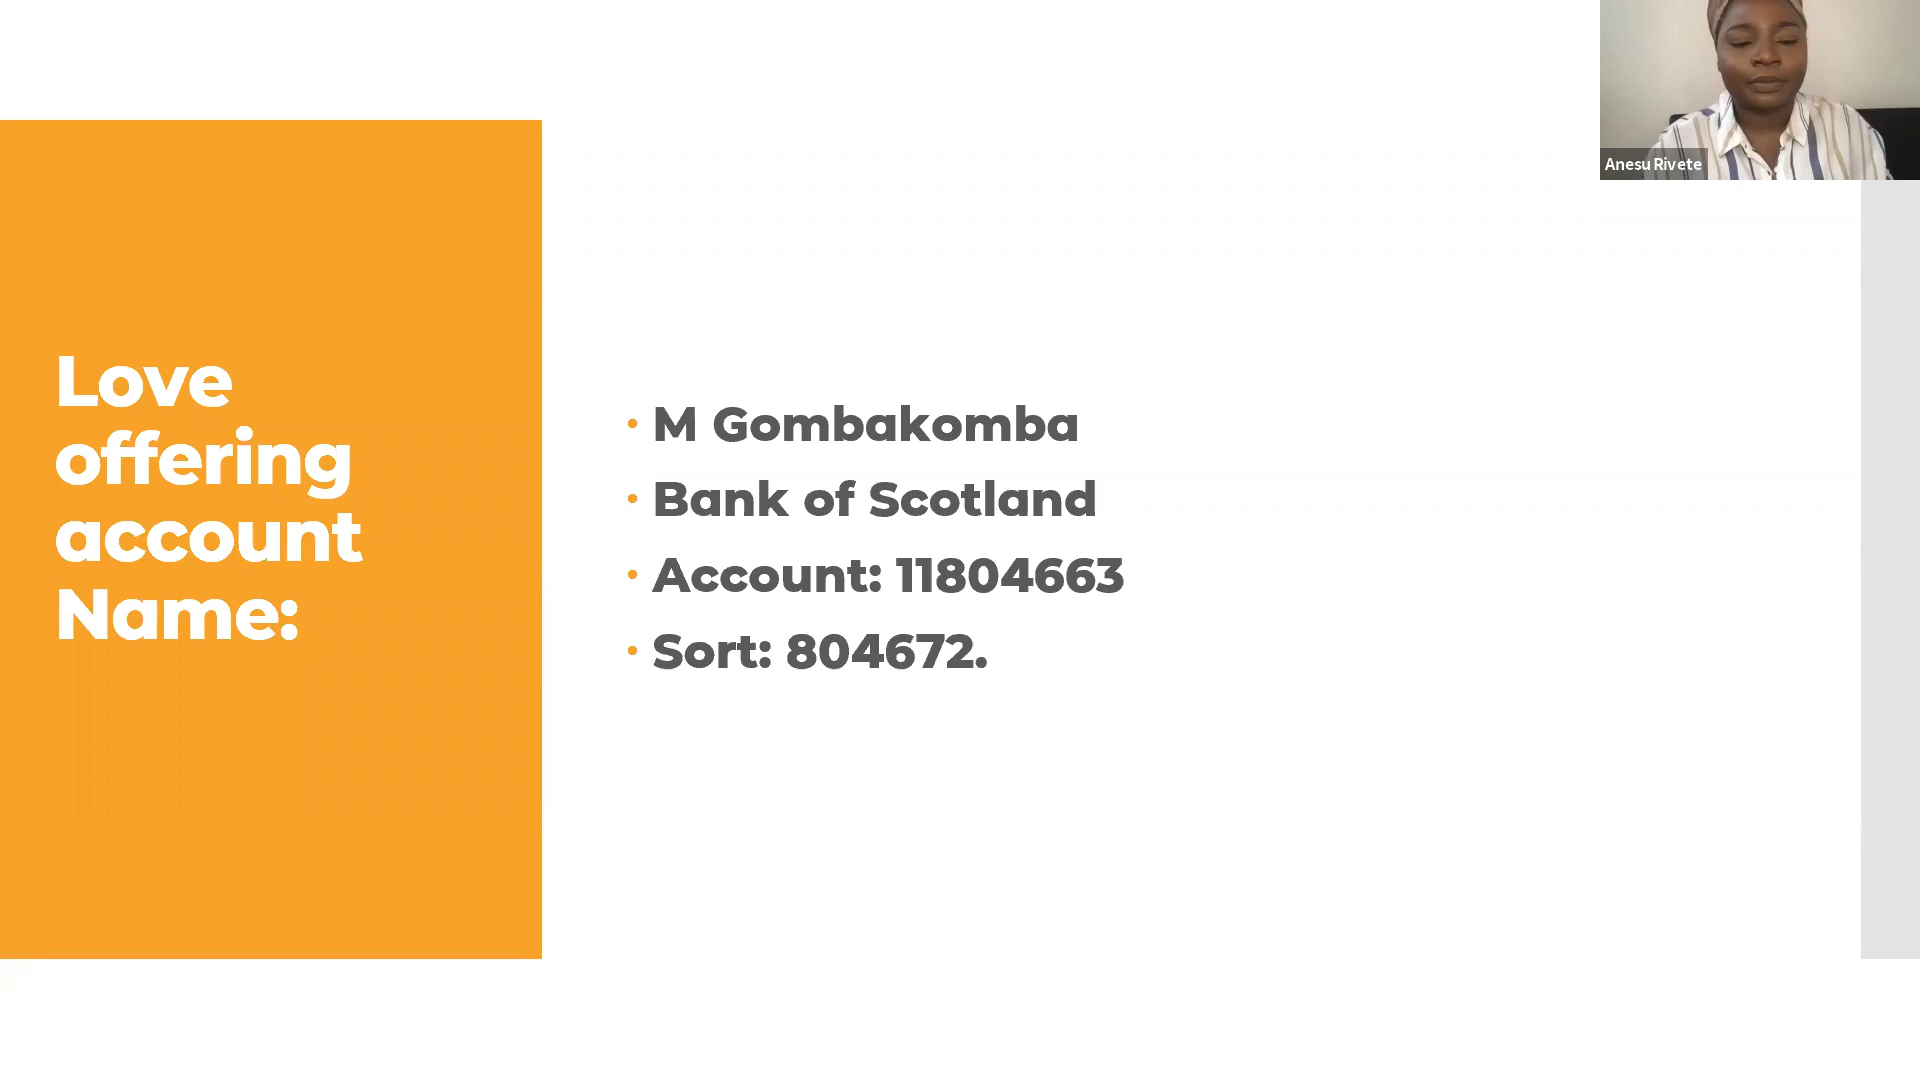 Love
offering
account
Name:
• M Gombakomba
• Bank of Scotland
• Account: 11804663
• Sort: 804672.
Anesu Rivete